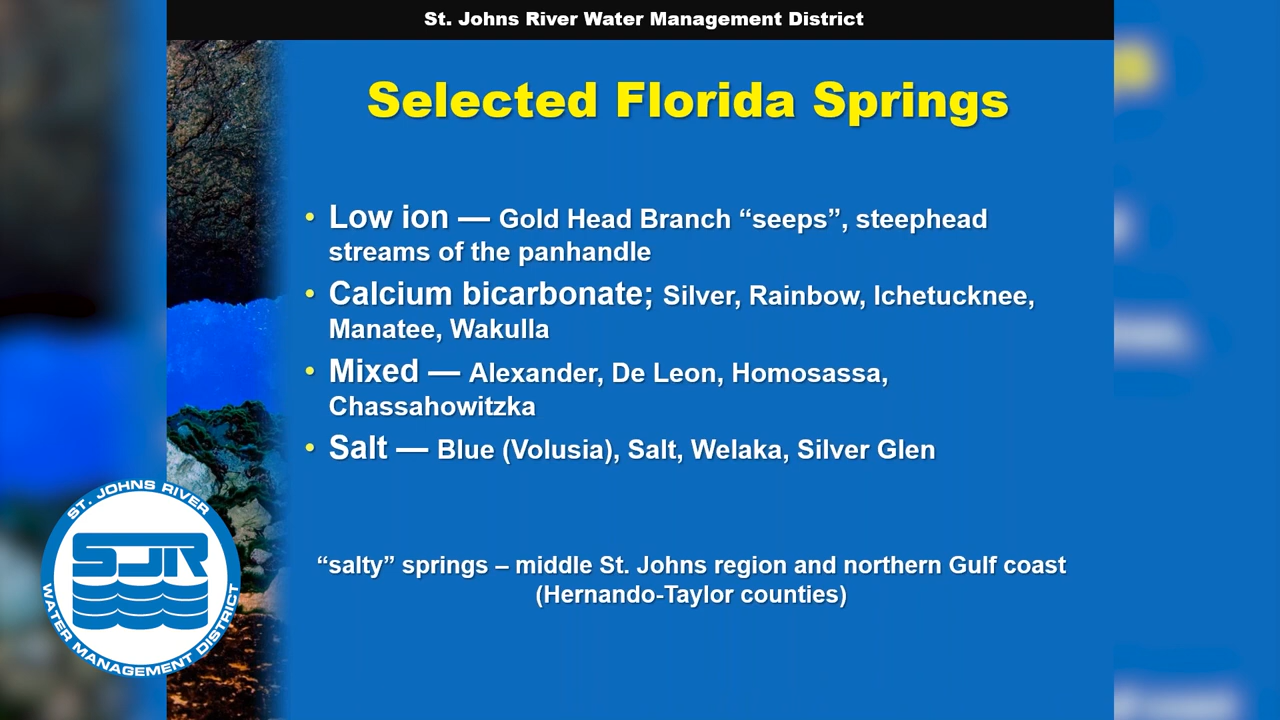 St. Johns River Water Management District
Selected Florida Springs
• Low ion — Gold Head Branch “seeps”, steephead
streams of the panhandle
• Calcium bicarbonate; Silver, Rainbow, Ichetucknee,
Manatee, Wakulla
• Mixed — Alexander, De Leon, Homosassa,
Chassahowitzka
• Salt — Blue (Volusia), Salt, Welaka, Silver Glen
“salty” springs – middle St. Johns region and northern Gulf coast
(Hernando-Taylor counties)
ST. JOHNS RIVER
SJR
WATER MANAGEMENT DISTRICT